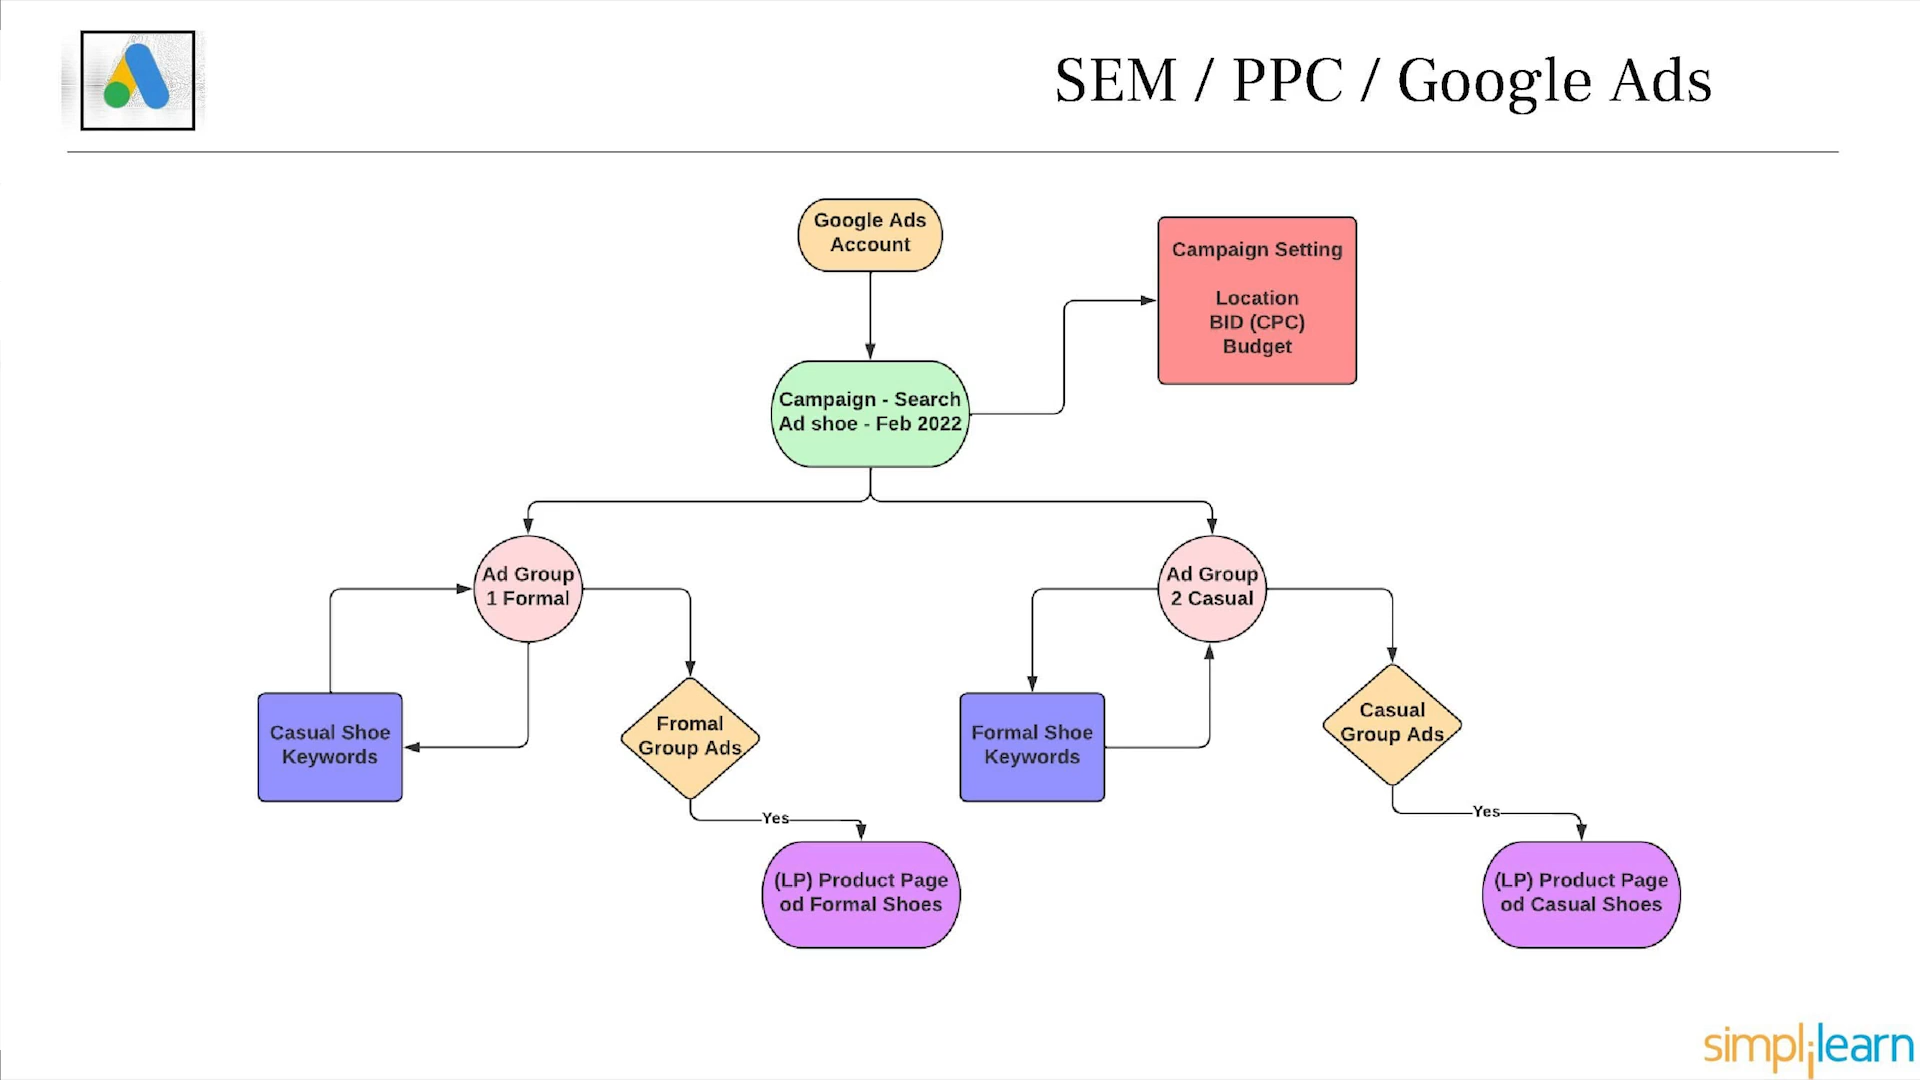 SEM / PPC / Google Ads
Google Ads
Account
Campaign Setting
Location
BID (CPC)
Budget
Campaign - Search
Ad shoe - Feb 2022
Ad Group
1 Formal
Ad Group
2 Casual
Casual Shoe
Keywords
Fromal
Group Ads
Formal Shoe
Keywords
Casual
Group Ads
Yes
Yes
(LP) Product Page
od Formal Shoes
(LP) Product Page
od Casual Shoes
simplilearn